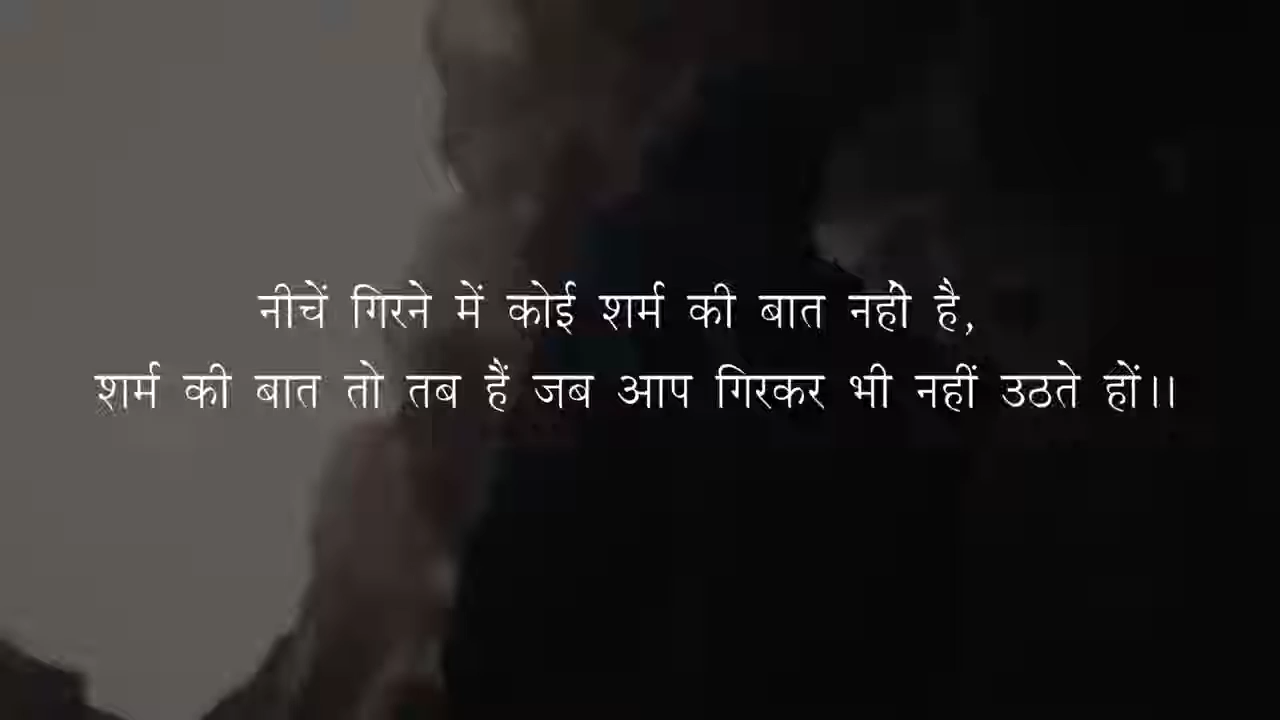 नीचें गिरने में कोई शर्म की बात नही है,
शर्म की बात तो तब हैं जब आप गिरकर भी नहीं उठते हों।।